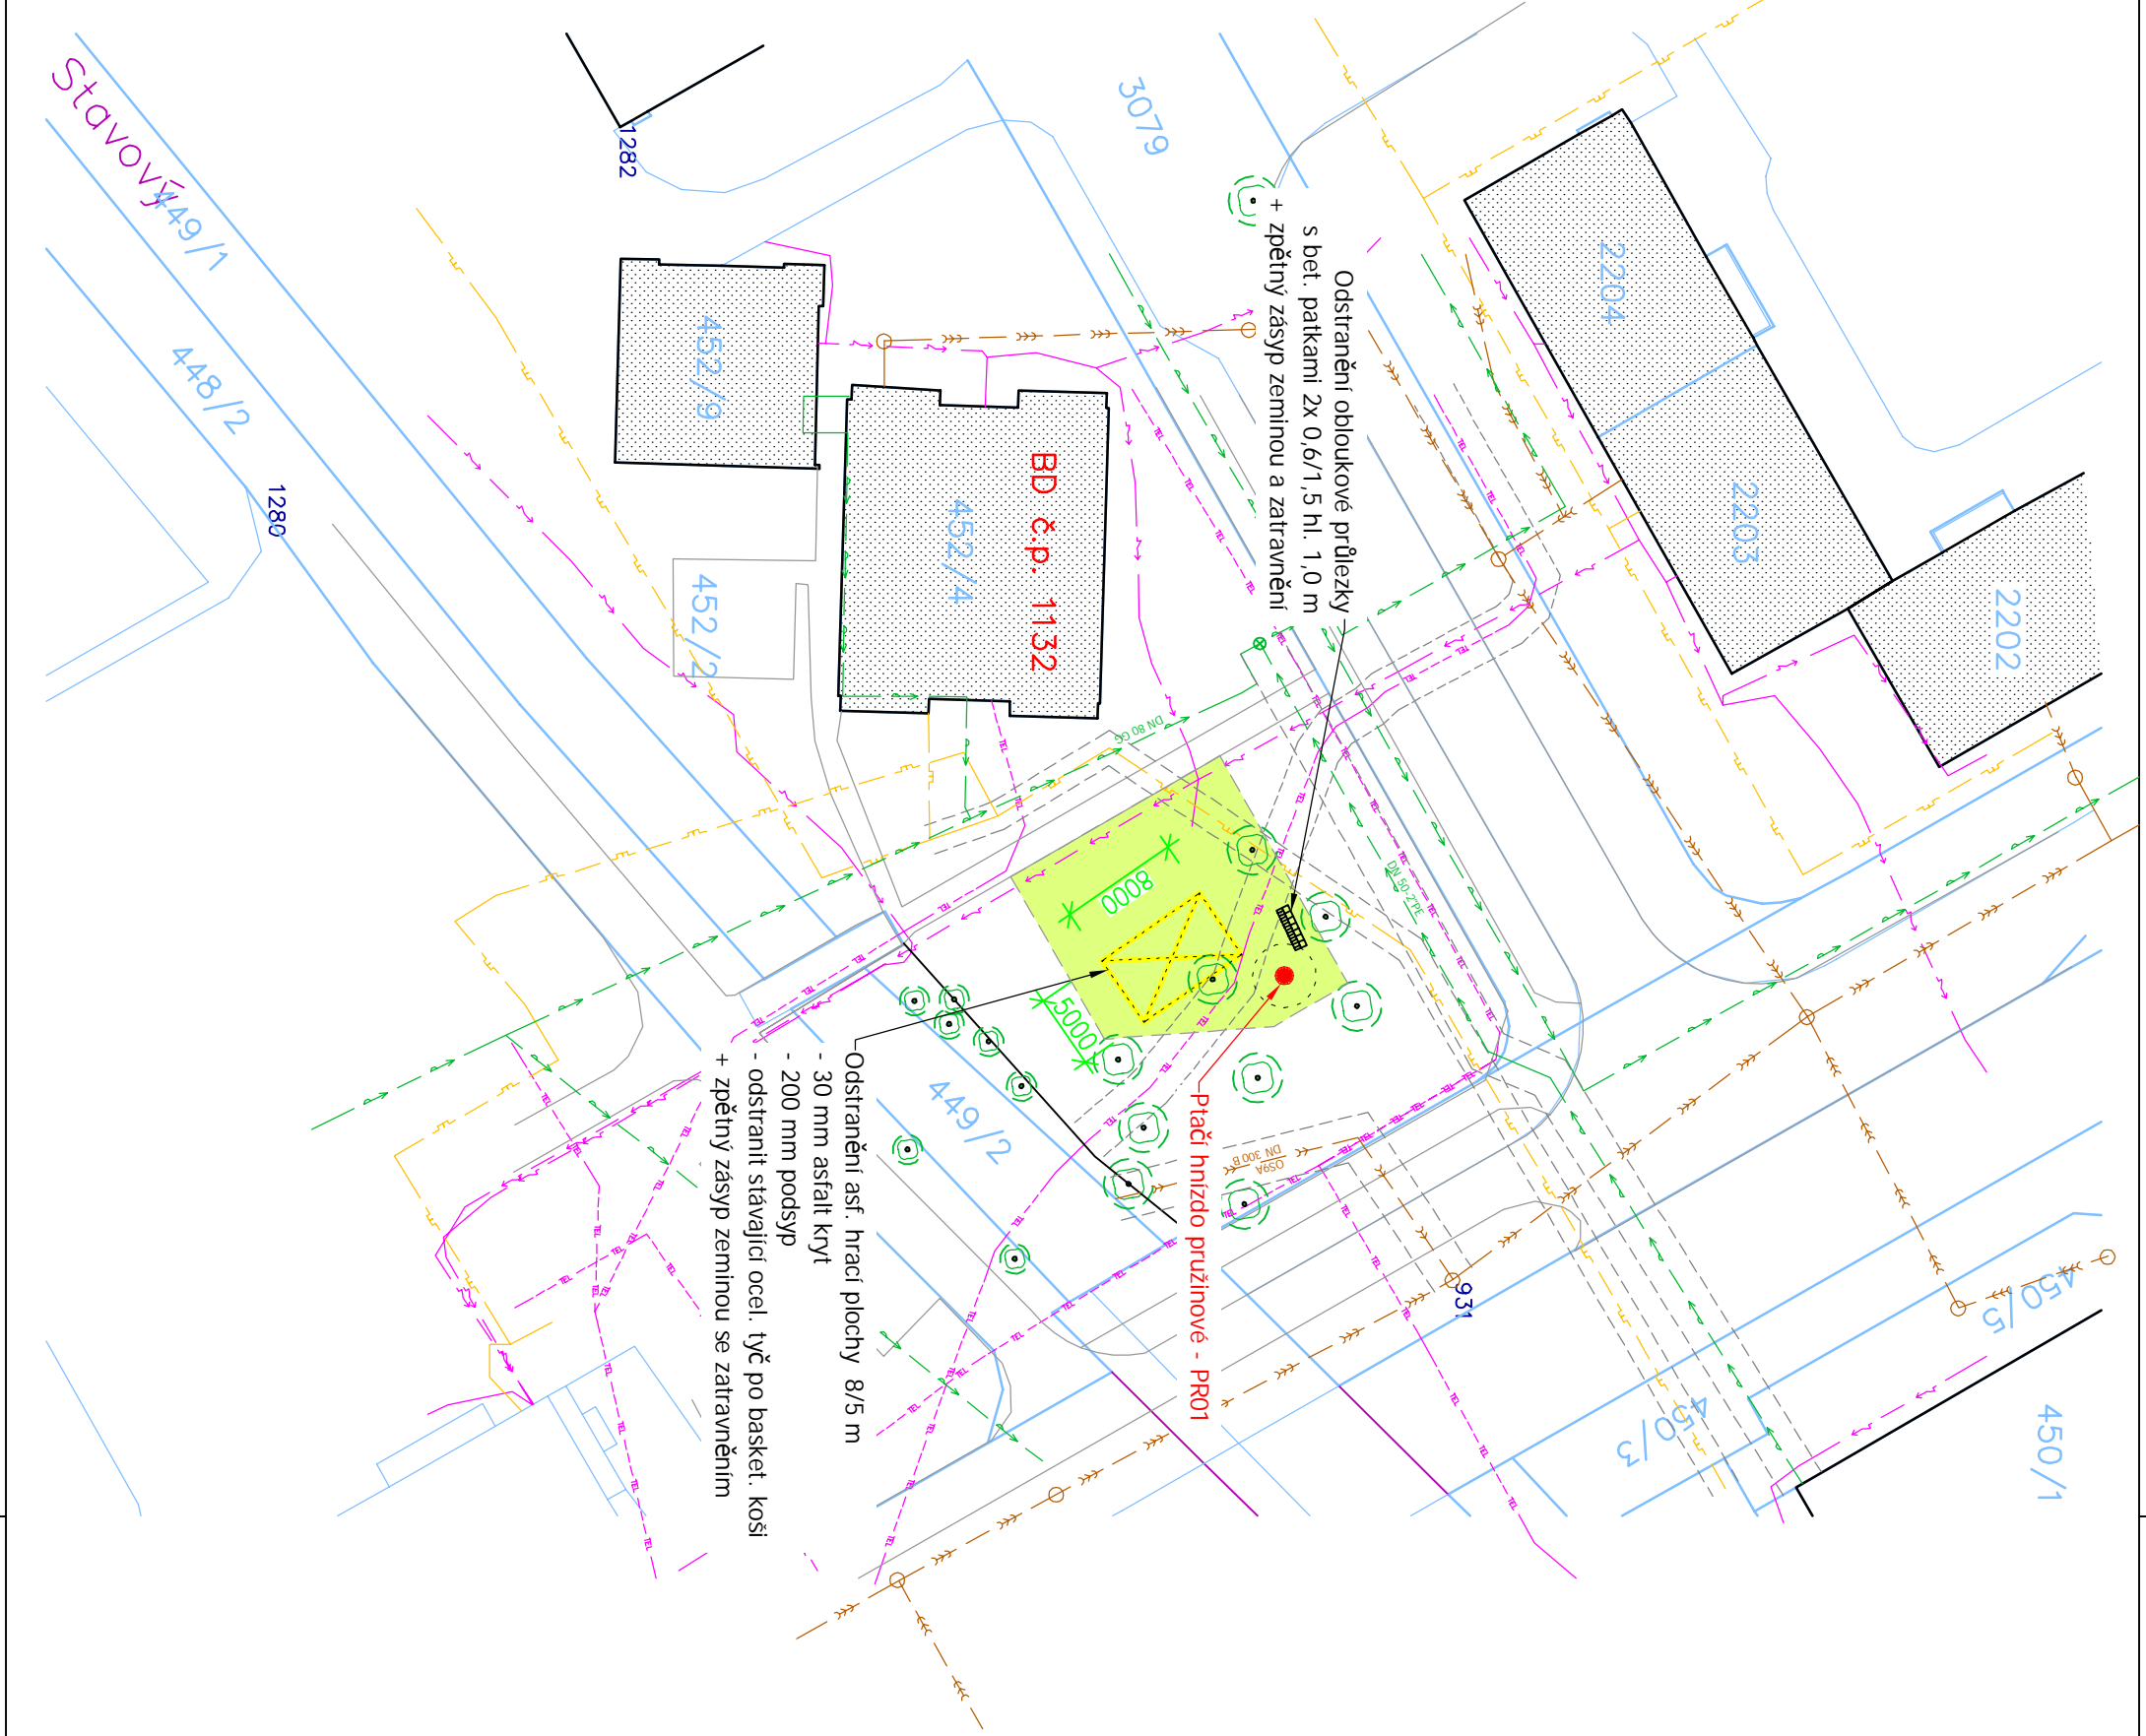 Stavový
449/1
448/2
1280
1282
3079
452/9
452/2
452/4
BD č.p. 1132
2204
2203
2202
Odstranění obloukové průlezky
s bet. patkami 2x 0,6/1,5 hl. 1,0 m
+ zpětný zásyp zeminou a zatravnění
DN 80 GG
DN 50-2"PE
8000
5000
Ptačí hnízdo pružinové - PR01
Odstranění asf. hrací plochy 8/5 m
- 30 mm asfalt kryt
- 200 mm podsyp
- odstranit stávající ocel. tyč po basket. koši
+ zpětný zásyp zeminou se zatravněním
449/2
DN 300 B
931
450/5
450/3
450/1